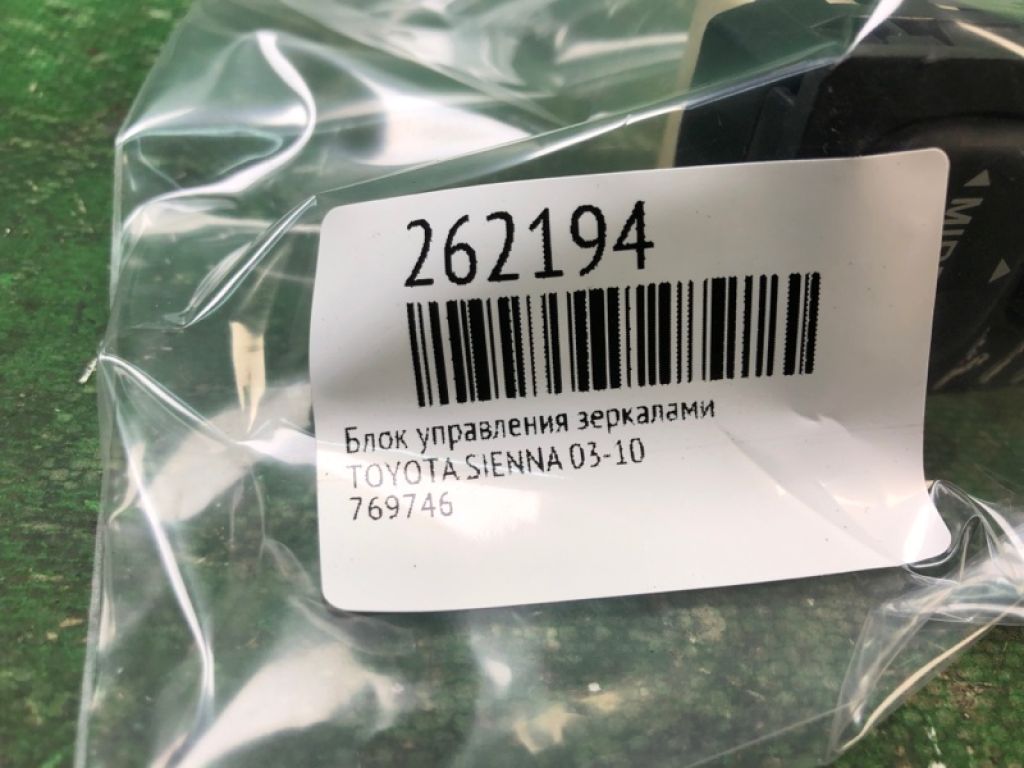 262194
Блок управления зеркалами
TOYOTA SIENNA 03-10
769746